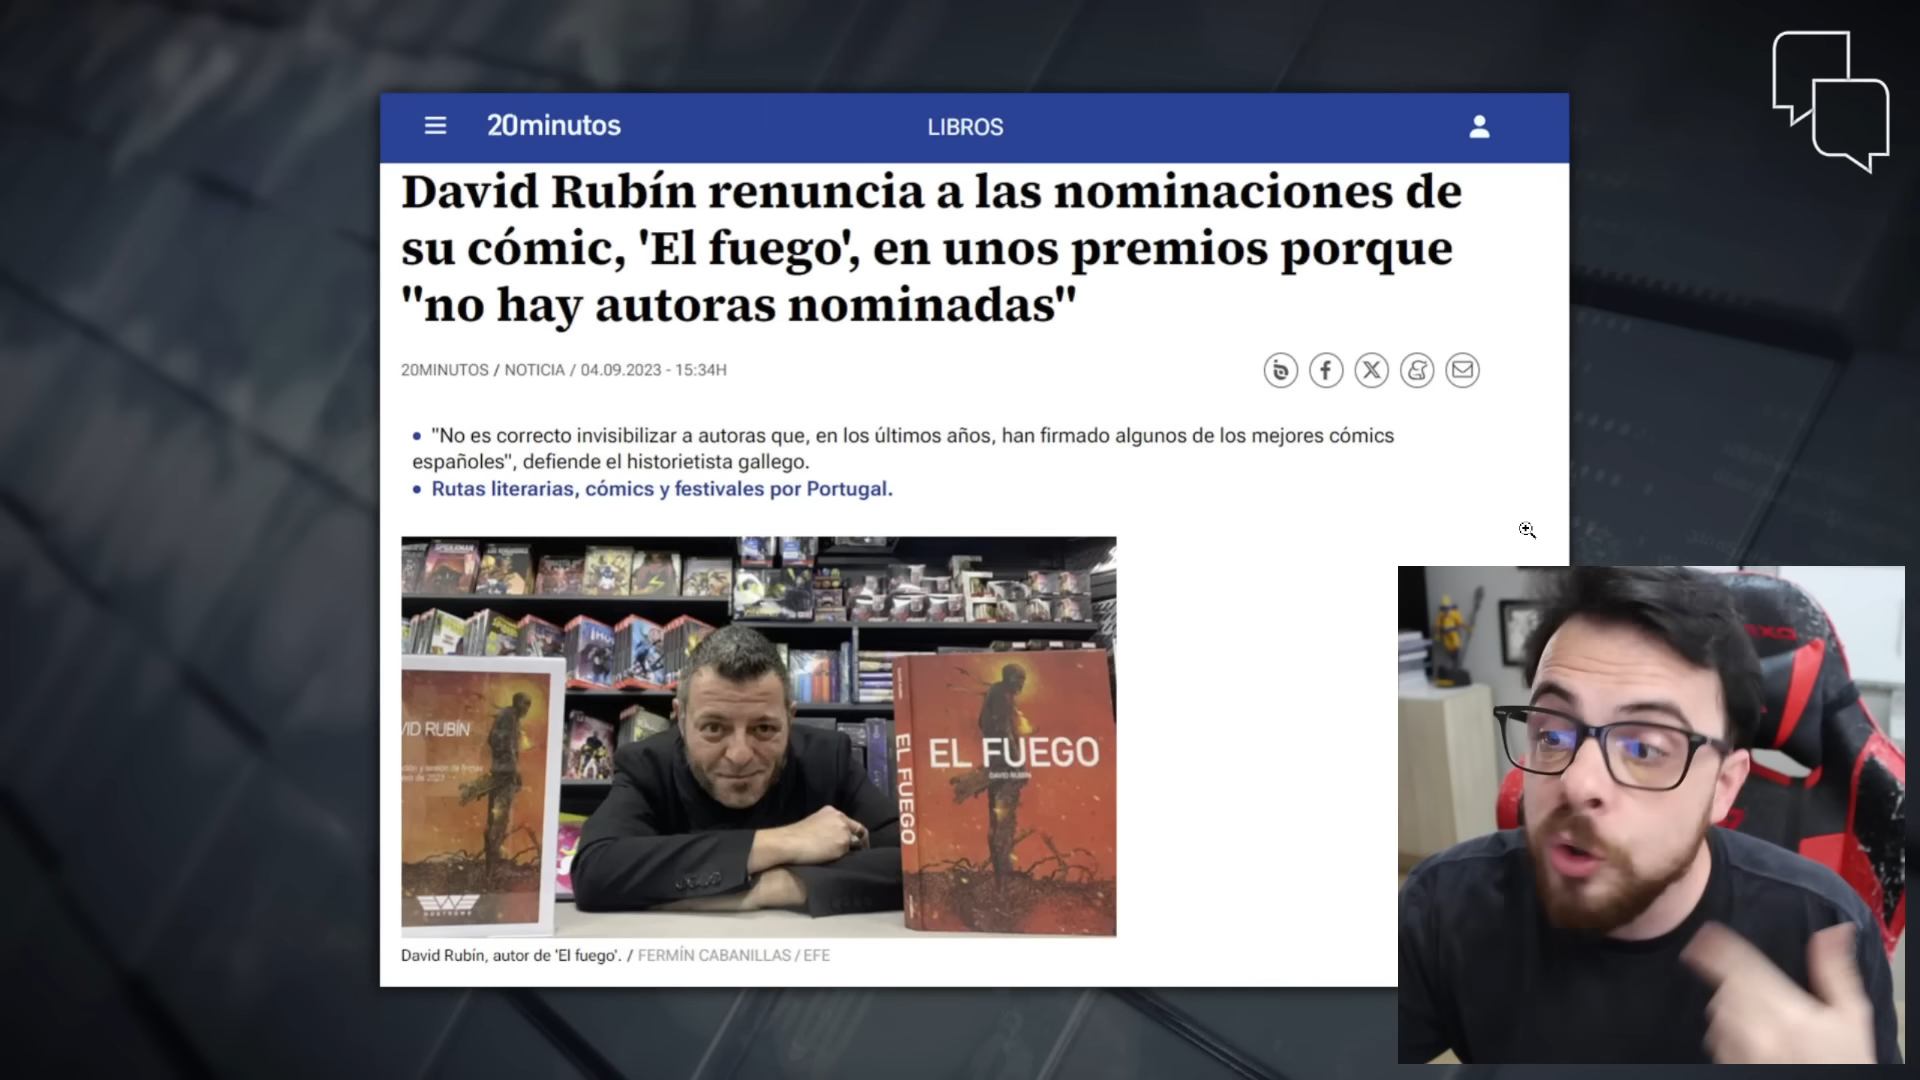 20minutos
LIBROS
David Rubín renuncia a las nominaciones de
su cómic, 'El fuego', en unos premios porque
"no hay autoras nominadas"
20MINUTOS / NOTICIA / 04.09.2023 - 15:34H
"No es correcto invisibilizar a autoras que, en los últimos años, han firmado algunos de los mejores cómics
españoles", defiende el historietista gallego.
Rutas literarias, cómics y festivales por Portugal.
VID RUBÍN
EL FUEGO
EL FUEGO
DAVID RUBÍN
David Rubín, autor de 'El fuego'. / FERMÍN CABANILLAS / EFE